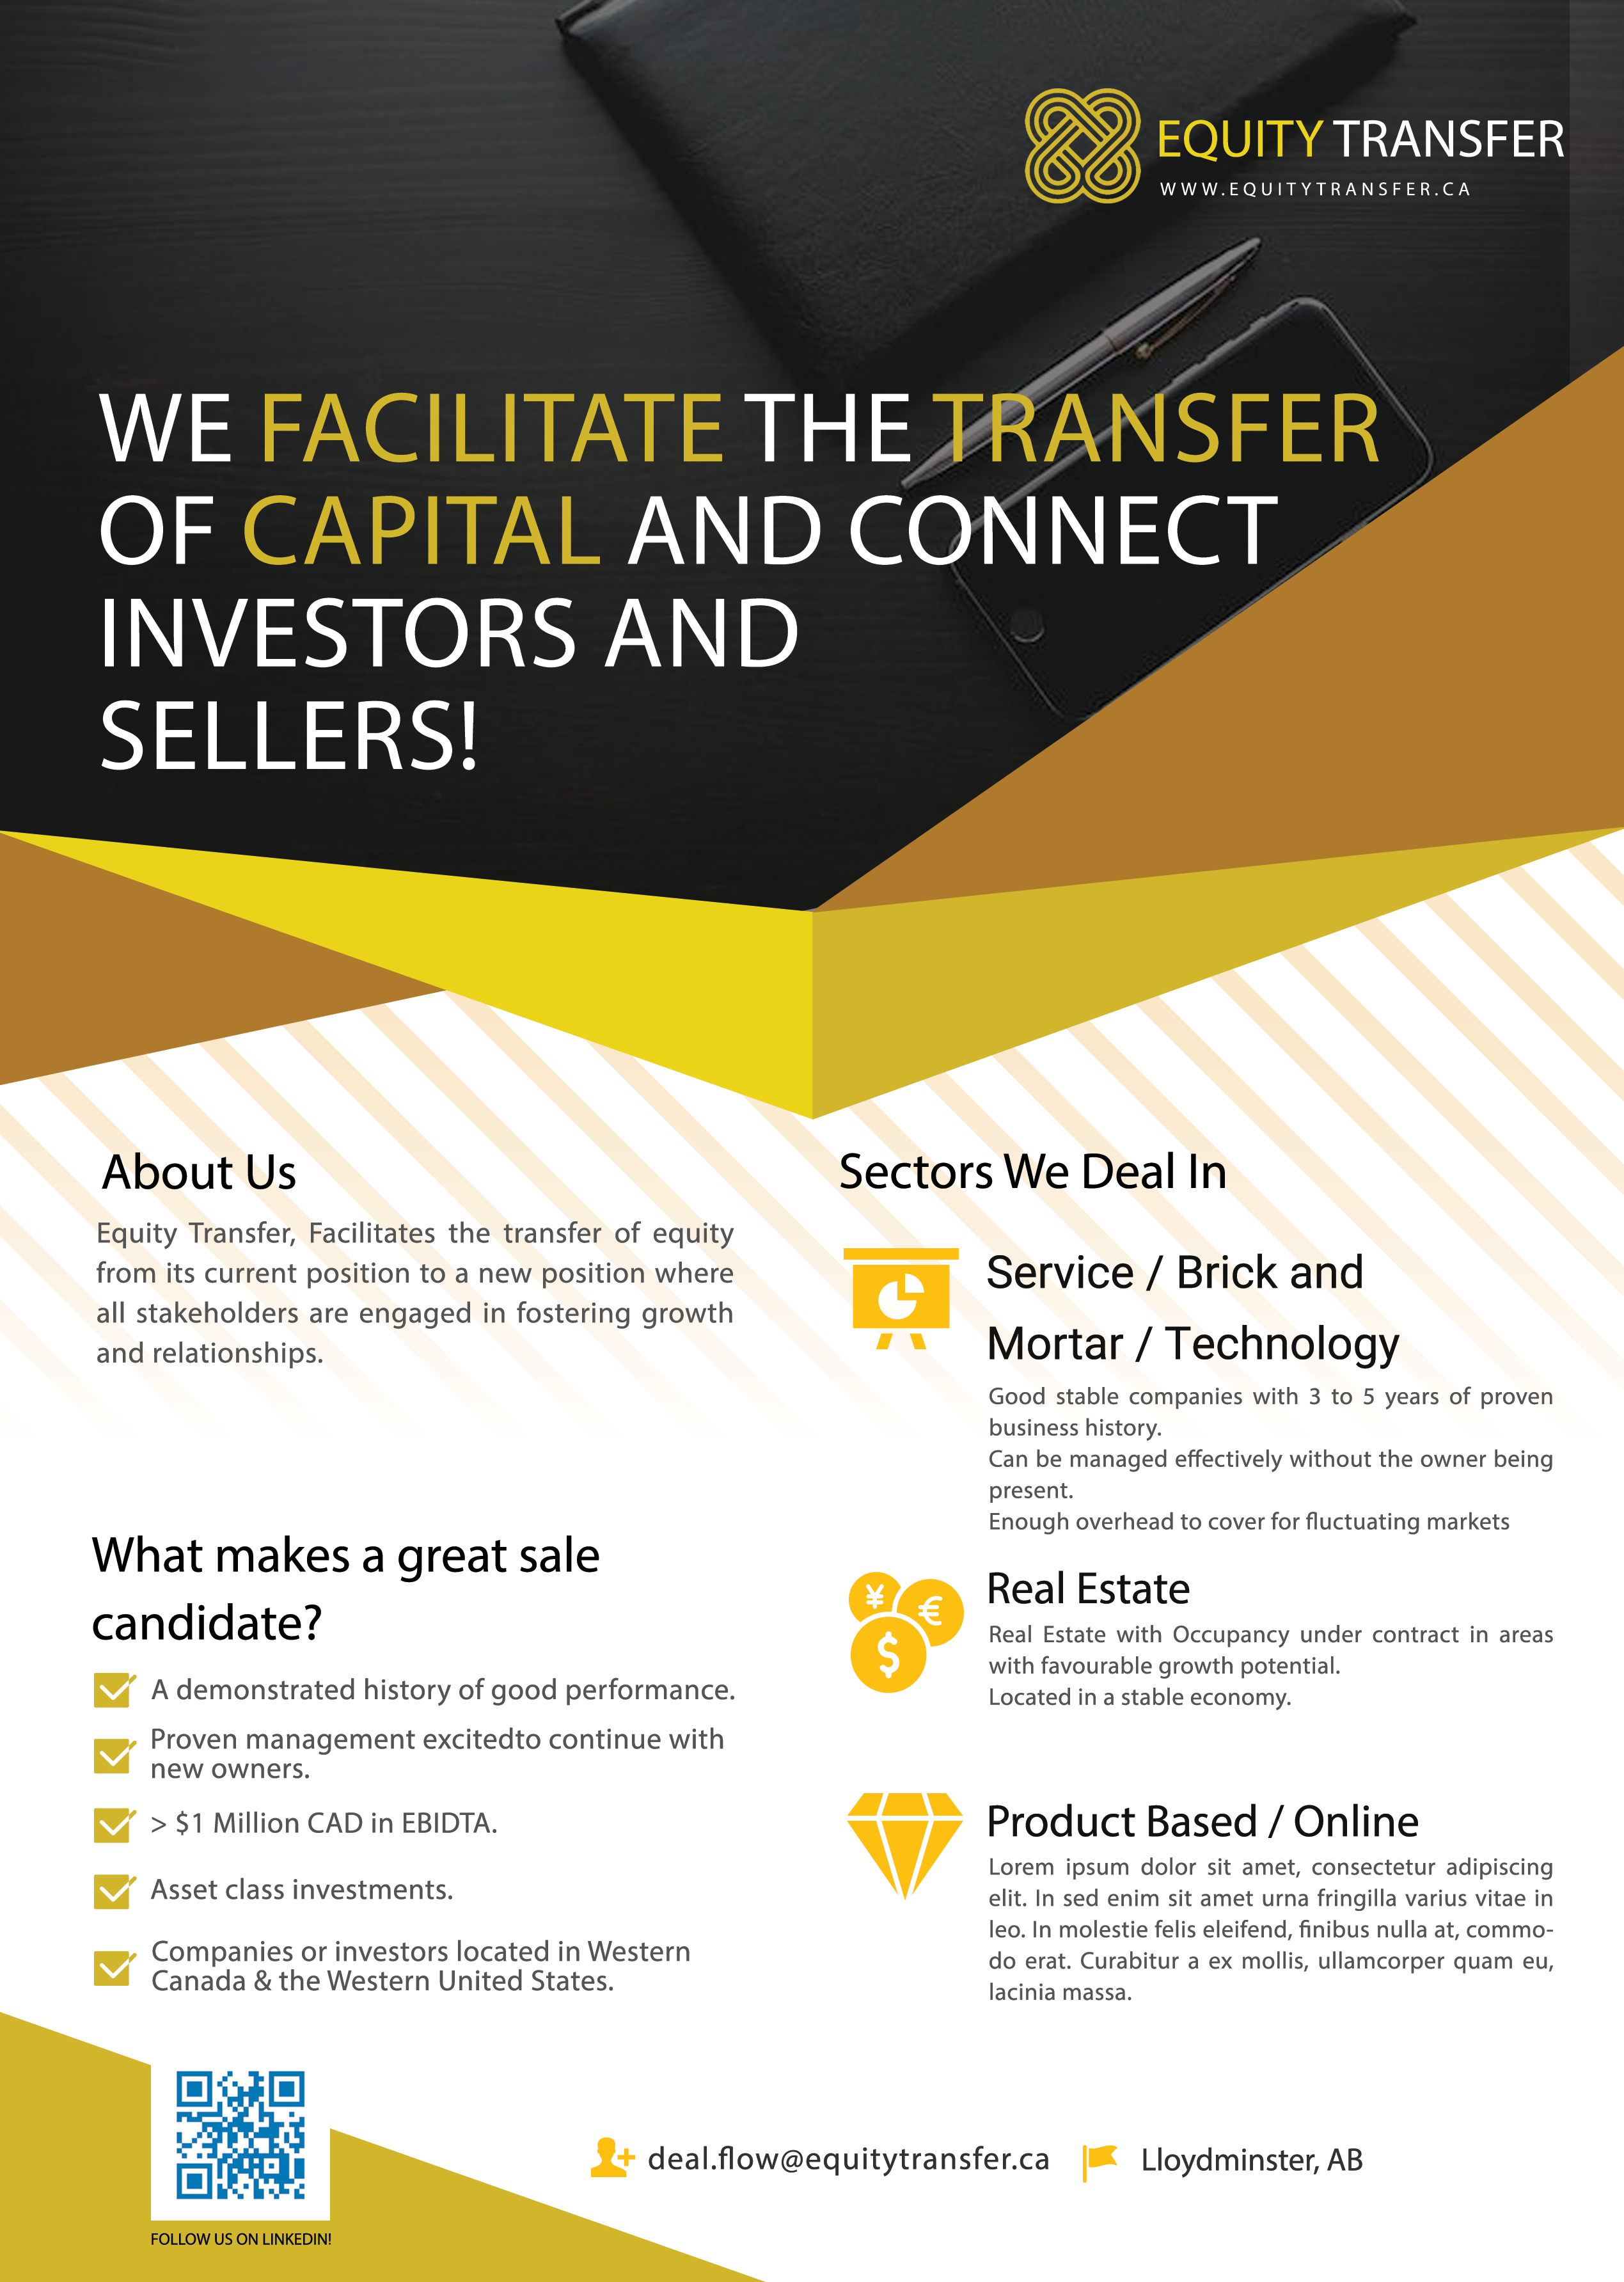 EQUITY TRANSFER
WWW.EQUITYTRANSFER.CA
WE FACILITATE THE TRANSFER
OF CAPITAL AND CONNECT
INVESTORS AND
SELLERS!
About Us
Equity Transfer, Facilitates the transfer of equity
from its current position to a new position where
all stakeholders are engaged in fostering growth
and relationships.
What makes a great sale
candidate?
A demonstrated history of good performance.
Proven management excitedto continue with
new owners.
> $1 Million CAD in EBIDTA.
Asset class investments.
Companies or investors located in Western
Canada & the Western United States.
Sectors We Deal In
Service / Brick and
Mortar / Technology
Good stable companies with 3 to 5 years of proven
business history.
Can be managed effectively without the owner being
present.
Enough overhead to cover for fluctuating markets
¥
€
$
Real Estate
Real Estate with Occupancy under contract in areas
with favourable growth potential.
Located in a stable economy.
Product Based / Online
Lorem ipsum dolor sit amet, consectetur adipiscing
elit. In sed enim sit amet urna fringilla varius vitae in
leo. In molestie felis eleifend, finibus nulla at, commo-
do erat. Curabitur a ex mollis, ullamcorper quam eu,
lacinia massa.
deal.flow@equitytransfer.ca
Lloydminster, AB
FOLLOW US ON LINKEDIN!